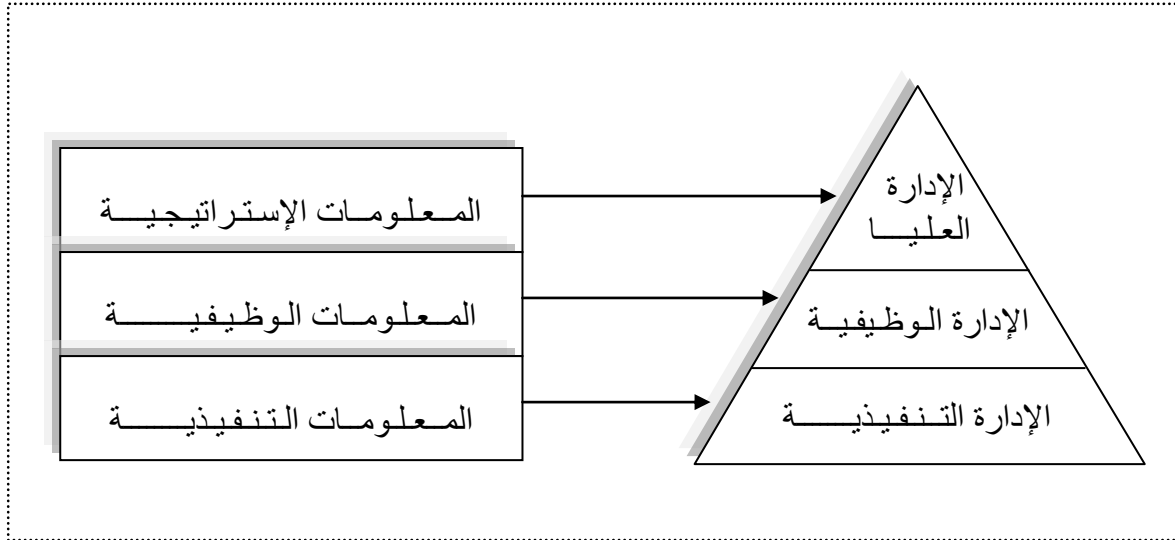 الإدارة
العليا
المعلومات الإستراتيجية
الإدارة الوظيفية
المعلومات الوظيفية
الإدارة التنفيذية
المعلومات التنفيذية